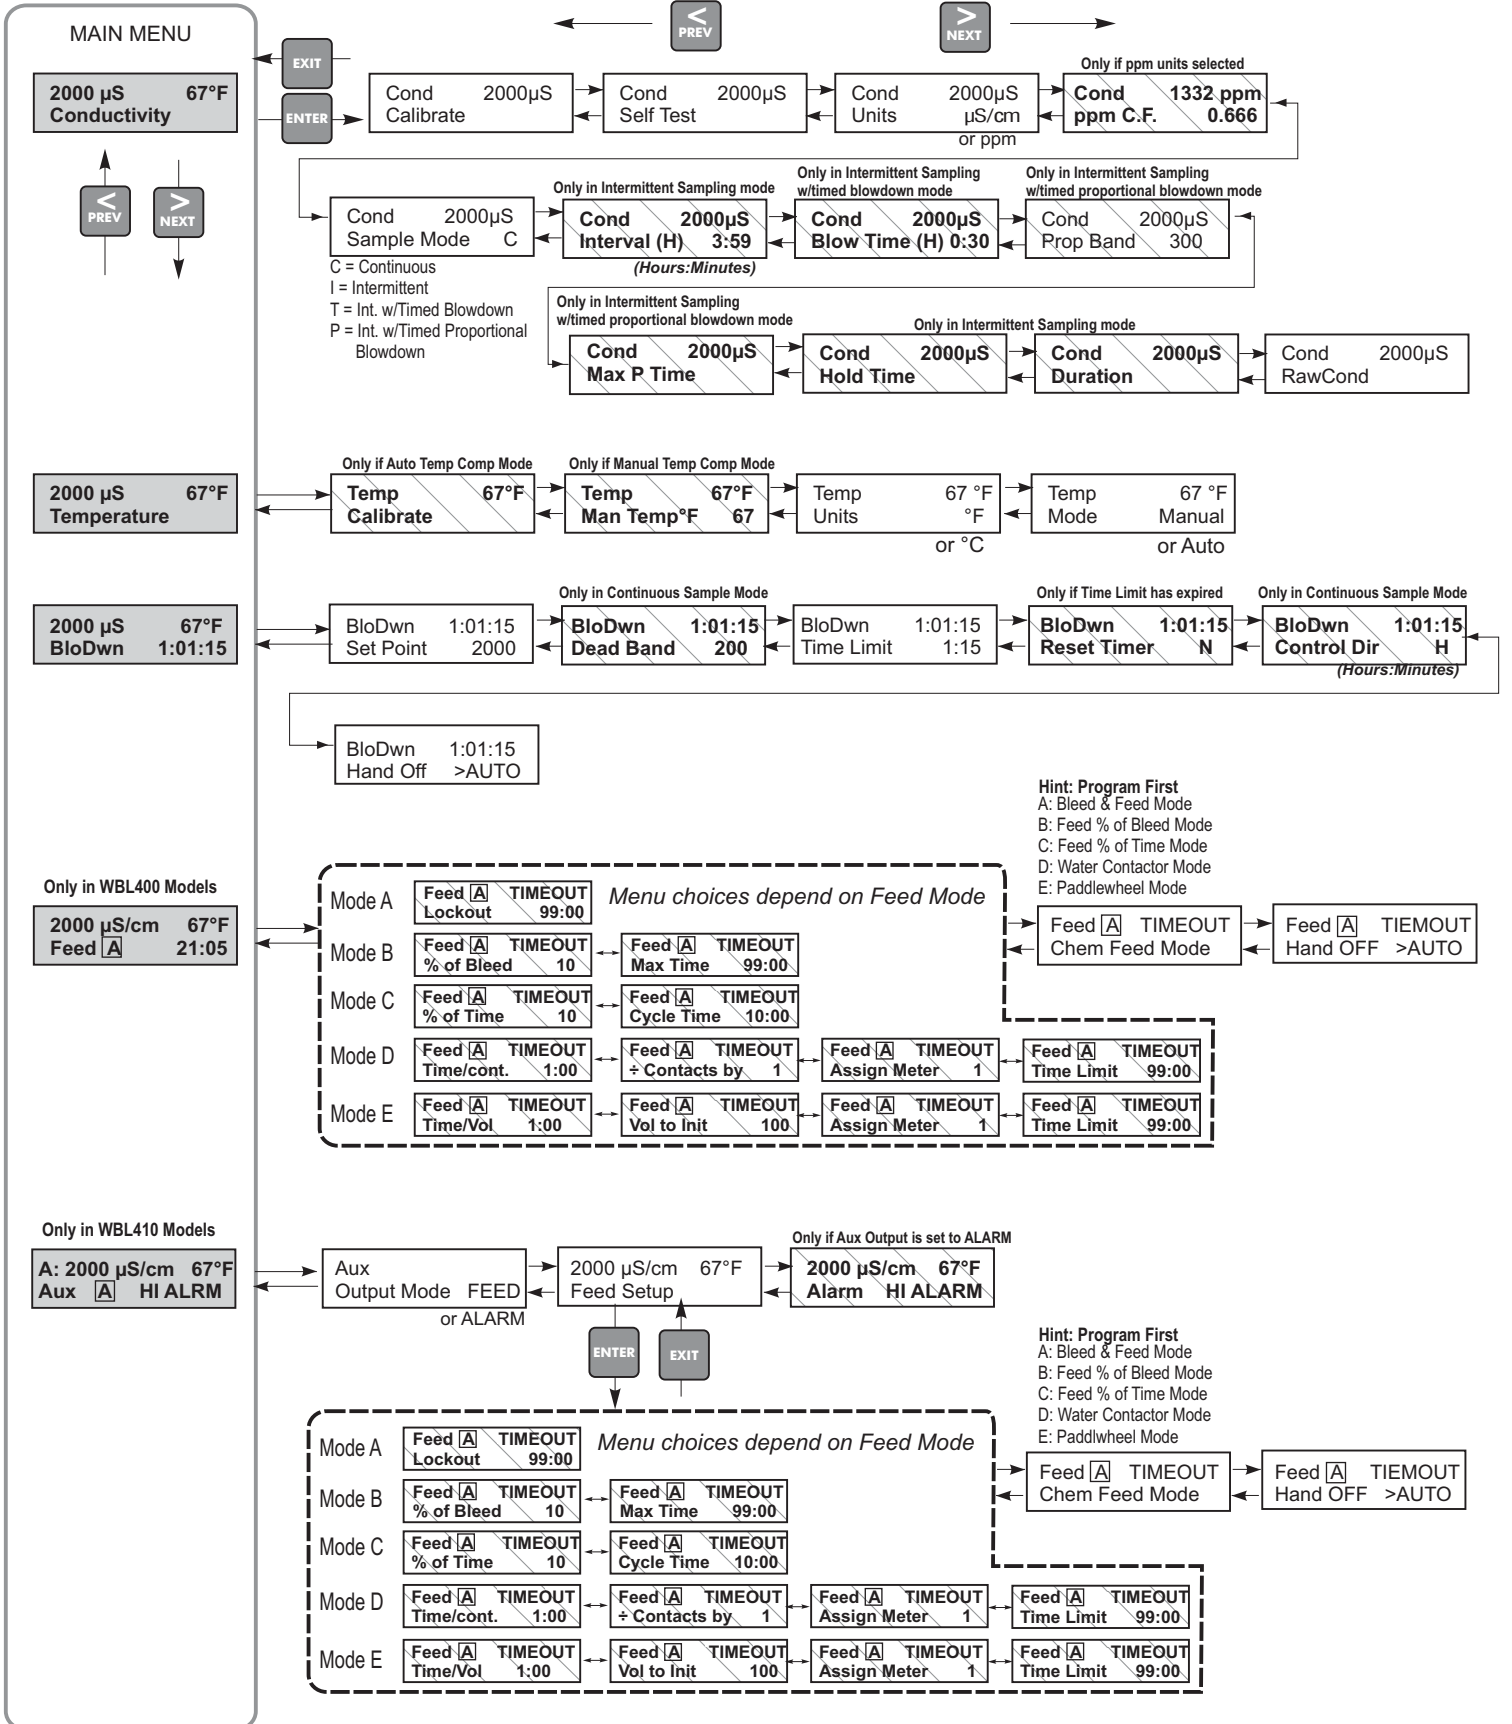 MAIN MENU
< PREV
> NEXT
EXIT
ENTER
2000 µS 67°F
Conductivity
< PREV
> NEXT
Cond 2000µS
Calibrate
Cond 2000µS
Self Test
Cond 2000µS
Units µS/cm
or ppm
Only if ppm units selected
Cond 1332 ppm
ppm C.F. 0.666
Cond 2000µS
Sample Mode C
C = Continuous
I = Intermittent
T = Int. w/Timed Blowdown
P = Int. w/Timed Proportional
Blowdown
Only in Intermittent Sampling mode
Cond 2000µS
Interval (H) 3:59
(Hours:Minutes)
Only in Intermittent Sampling
w/timed blowdown mode
Cond 2000µS
Blow Time (H) 0:30
Only in Intermittent Sampling
w/timed proportional blowdown mode
Cond 2000µS
Prop Band 300
Only in Intermittent Sampling
w/timed proportional blowdown mode
Cond 2000µS
Max P Time
Only in Intermittent Sampling mode
Cond 2000µS
Hold Time
Cond 2000µS
Duration
Cond 2000µS
RawCond
2000 µS 67°F
Temperature
Only if Auto Temp Comp Mode
Temp 67°F
Calibrate
Only if Manual Temp Comp Mode
Temp 67°F
Man Temp°F 67
Temp 67 °F
Units °F
or °C
Temp 67 °F
Mode Manual
or Auto
2000 µS 67°F
BloDwn 1:01:15
BloDwn 1:01:15
Set Point 2000
Only in Continuous Sample Mode
BloDwn 1:01:15
Dead Band 200
BloDwn 1:01:15
Time Limit 1:15
Only if Time Limit has expired
BloDwn 1:01:15
Reset Timer N
Only in Continuous Sample Mode
BloDwn 1:01:15
Control Dir H
(Hours:Minutes)
BloDwn 1:01:15
Hand Off >AUTO
Only in WBL400 Models
2000 µS/cm 67°F
Feed A 21:05
Menu choices depend on Feed Mode
Mode A
Feed A TIMEOUT
Lockout 99:00
Mode B
Feed A TIMEOUT
% of Bleed 10
Feed A TIMEOUT
Max Time 99:00
Mode C
Feed A TIMEOUT
% of Time 10
Feed A TIMEOUT
Cycle Time 10:00
Mode D
Feed A TIMEOUT
Time/cont. 1:00
Feed A TIMEOUT
÷ Contacts by 1
Feed A TIMEOUT
Assign Meter 1
Feed A TIMEOUT
Time Limit 99:00
Mode E
Feed A TIMEOUT
Time/Vol 1:00
Feed A TIMEOUT
Vol to Init 100
Feed A TIMEOUT
Assign Meter 1
Feed A TIMEOUT
Time Limit 99:00
Hint: Program First
A: Bleed & Feed Mode
B: Feed % of Bleed Mode
C: Feed % of Time Mode
D: Water Contactor Mode
E: Paddlewheel Mode
Feed A TIMEOUT
Chem Feed Mode
Feed A TIEMOUT
Hand OFF >AUTO
Only in WBL410 Models
A: 2000 µS/cm 67°F
Aux A HI ALRM
Aux
Output Mode FEED
or ALARM
2000 µS/cm 67°F
Feed Setup
Only if Aux Output is set to ALARM
2000 µS/cm 67°F
Alarm HI ALARM
ENTER
EXIT
Menu choices depend on Feed Mode
Mode A
Feed A TIMEOUT
Lockout 99:00
Mode B
Feed A TIMEOUT
% of Bleed 10
Feed A TIMEOUT
Max Time 99:00
Mode C
Feed A TIMEOUT
% of Time 10
Feed A TIMEOUT
Cycle Time 10:00
Mode D
Feed A TIMEOUT
Time/cont. 1:00
Feed A TIMEOUT
÷ Contacts by 1
Feed A TIMEOUT
Assign Meter 1
Feed A TIMEOUT
Time Limit 99:00
Mode E
Feed A TIMEOUT
Time/Vol 1:00
Feed A TIMEOUT
Vol to Init 100
Feed A TIMEOUT
Assign Meter 1
Feed A TIMEOUT
Time Limit 99:00
Hint: Program First
A: Bleed & Feed Mode
B: Feed % of Bleed Mode
C: Feed % of Time Mode
D: Water Contactor Mode
E: Paddlwheel Mode
Feed A TIMEOUT
Chem Feed Mode
Feed A TIEMOUT
Hand OFF >AUTO